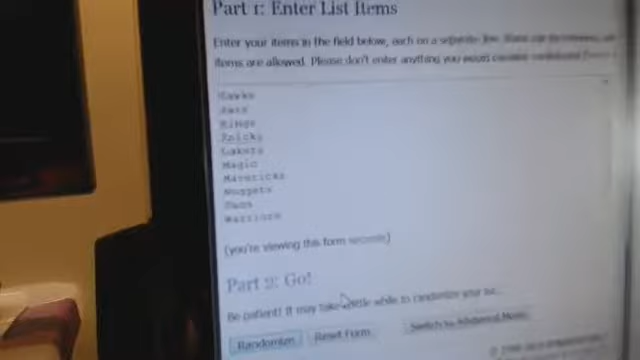 Part 1: Enter List Items
Enter your items in the field below, each on a separate line.
items are allowed. Please don't enter anything you would consider confidential
Hawks
Jazz
Kings
Knicks
Lakers
Magic
Mavericks
Nuggets
Suns
Warriors
(you're viewing this form securely)
Part 2: Go!
Be patient! It may take a little while to randomize your list...
Randomize Reset Form Switch to Advanced Mode